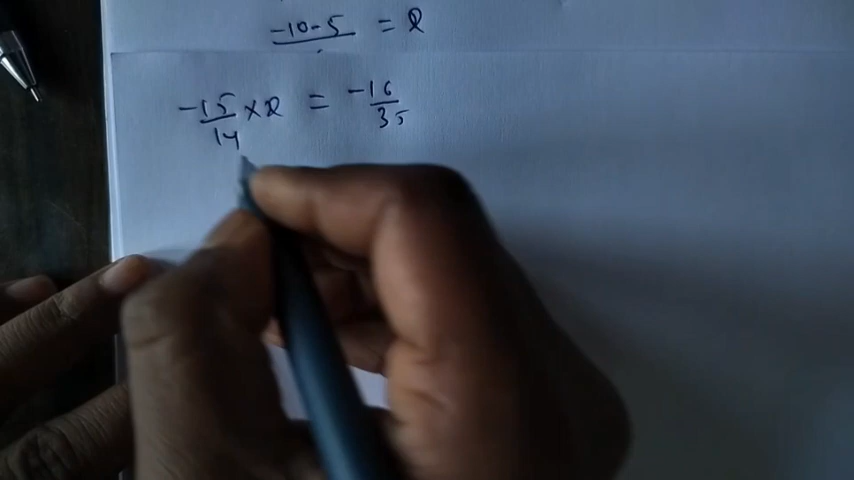 -10-5 = x
-15/14 × x = -16/35